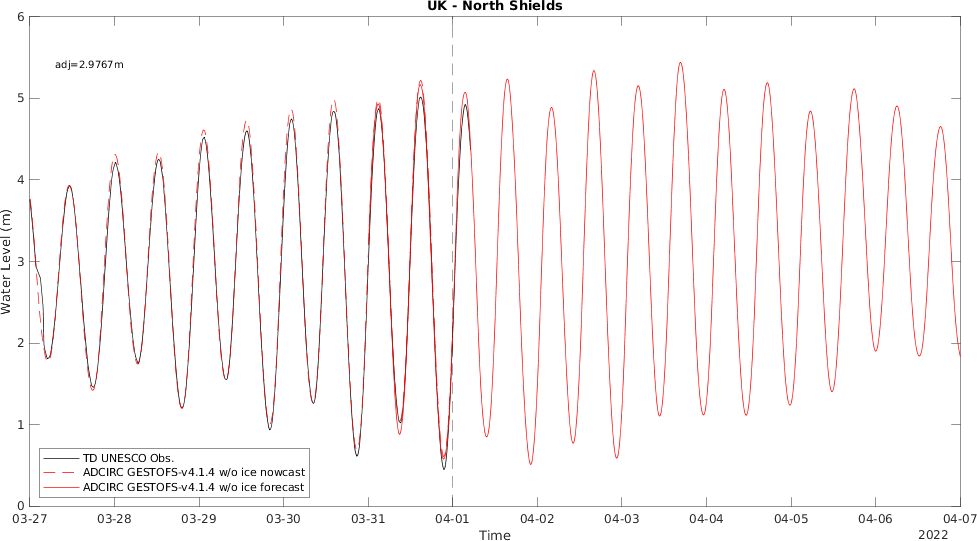 UK - North Shields
adj=2.9767m
Water Level (m)
6
5
4
3
2
1
0
TD UNESCO Obs.
ADCIRC GESTOFS-v4.1.4 w/o ice nowcast
ADCIRC GESTOFS-v4.1.4 w/o ice forecast
03-27 03-28 03-29 03-30 03-31 04-01 04-02 04-03 04-04 04-05 04-06 04-07
Time
2022